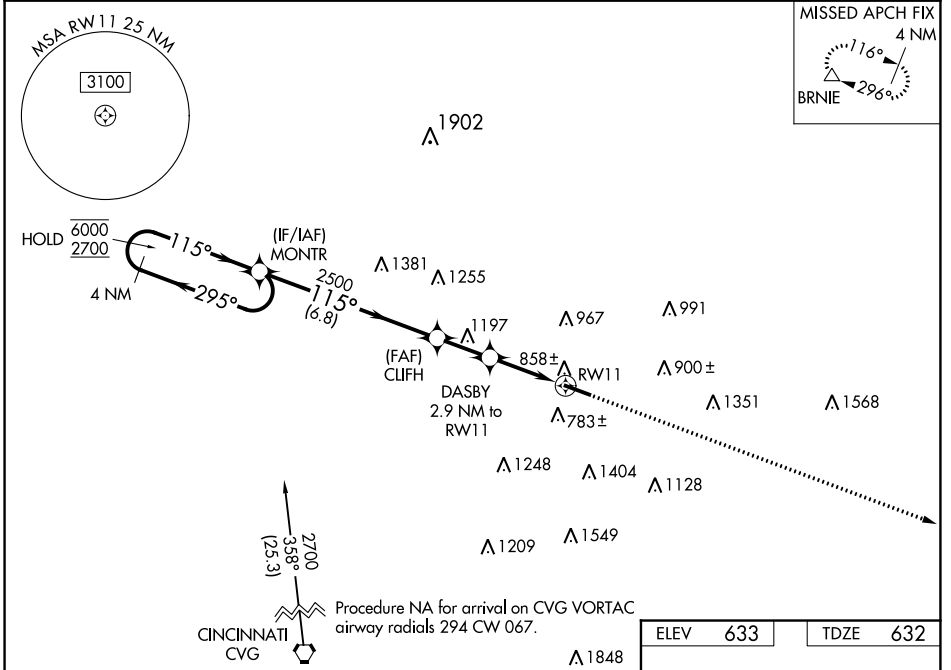 MSA RW11 25 NM
3100
MISSED APCH FIX
4 NM
116°
296°
BRNIE
1902
HOLD
6000
2700
115°
295°
4 NM
(IF/IAF)
MONTR
2500
115°
(6.8)
1381
1255
1197
967
991
(FAF)
CLIFH
DASBY
2.9 NM to
RW11
858±
RW11
900±
783±
1351
1568
1248
1404
1128
1209
1549
2700
358°
(25.3)
CINCINNATI
CVG
Procedure NA for arrival on CVG VORTAC
airway radials 294 CW 067.
1848
ELEV 633
TDZE 632